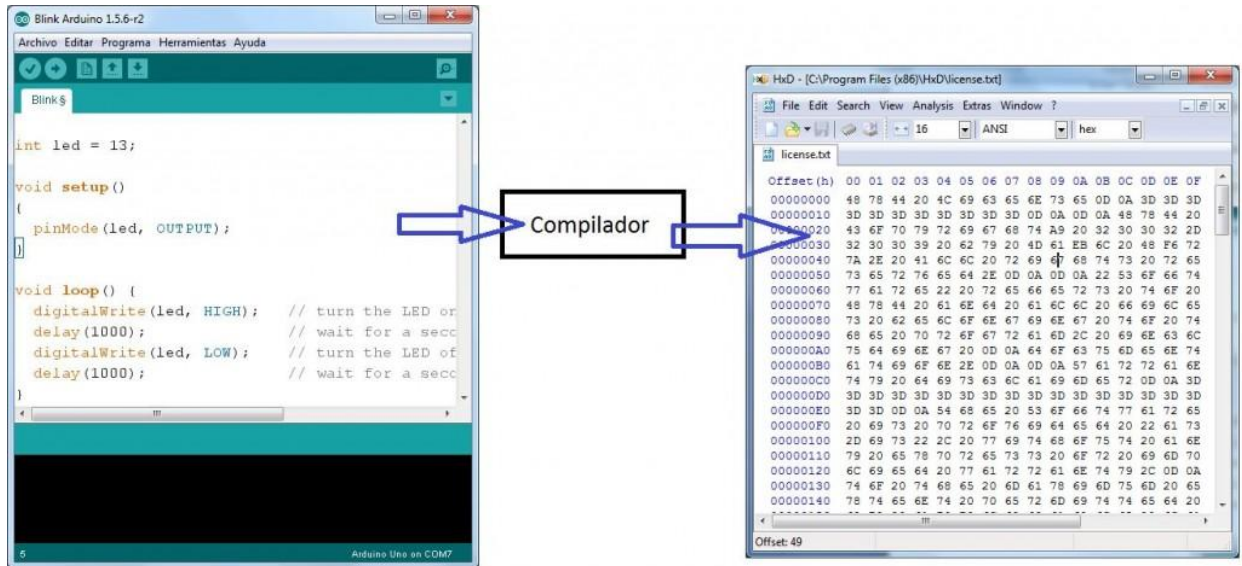 Blink Arduino 1.5.6-r2
Archivo Editar Programa Herramientas Ayuda
Blink §
int led = 13;
void setup()
{
pinMode(led, OUTPUT);
}
void loop() {
digitalWrite(led, HIGH); // turn the LED on
delay(1000); // wait for a seco
digitalWrite(led, LOW); // turn the LED of
delay(1000); // wait for a seco
}
5
Arduino Uno on COM7
Compilador
HxD - [C:\Program Files (x86)\HxD\license.txt]
File Edit Search View Analysis Extras Window ?
16 ANSI hex
license.txt
Offset(h) 00 01 02 03 04 05 06 07 08 09 0A 0B 0C 0D 0E 0F
00000000 48 78 44 20 4C 69 63 65 6E 73 65 0D 0A 3D 3D 3D
00000010 3D 3D 3D 3D 3D 3D 3D 3D 0D 0A 0D 0A 48 78 44 20
00000020 43 6F 70 79 72 69 67 68 74 A9 20 32 30 30 32 2D
00000030 32 30 30 39 20 62 79 20 4D 61 EB 6C 20 48 F6 72
00000040 7A 2E 20 41 6C 6C 20 72 69 67 68 74 73 20 72 65
00000050 73 65 72 76 65 64 2E 0D 0A 0D 0A 22 53 6F 66 74
00000060 77 61 72 65 22 20 72 65 66 65 72 73 20 74 6F 20
00000070 48 78 44 20 61 6E 64 20 61 6C 6C 20 66 69 6C 65
00000080 73 20 62 65 6C 6F 6E 67 69 6E 67 20 74 6F 20 74
00000090 68 65 20 70 72 6F 67 72 61 6D 2C 20 69 6E 63 6C
000000A0 75 64 69 6E 67 20 0D 0A 64 6F 63 75 6D 65 6E 74
000000B0 61 74 69 6F 6E 2E 0D 0A 0D 0A 57 61 72 72 61 6E
000000C0 74 79 20 64 69 73 63 6C 61 69 6D 65 72 0D 0A 3D
000000D0 3D 3D 3D 3D 3D 3D 3D 3D 3D 3D 3D 3D 3D 3D 3D 3D
000000E0 3D 3D 0D 0A 54 68 65 20 53 6F 66 74 77 61 72 65
000000F0 20 69 73 20 70 72 6F 76 69 64 65 64 20 22 61 73
00000100 2D 69 73 22 2C 20 77 69 74 68 6F 75 74 20 61 6E
00000110 79 20 65 78 70 72 65 73 73 20 6F 72 20 69 6D 70
00000120 6C 69 65 64 20 77 61 72 72 61 6E 74 79 2C 0D 0A
00000130 74 6F 20 74 68 65 20 6D 61 78 69 6D 75 6D 20 65
00000140 78 74 65 6E 74 20 70 65 72 6D 69 74 74 65 64 20
Offset: 49